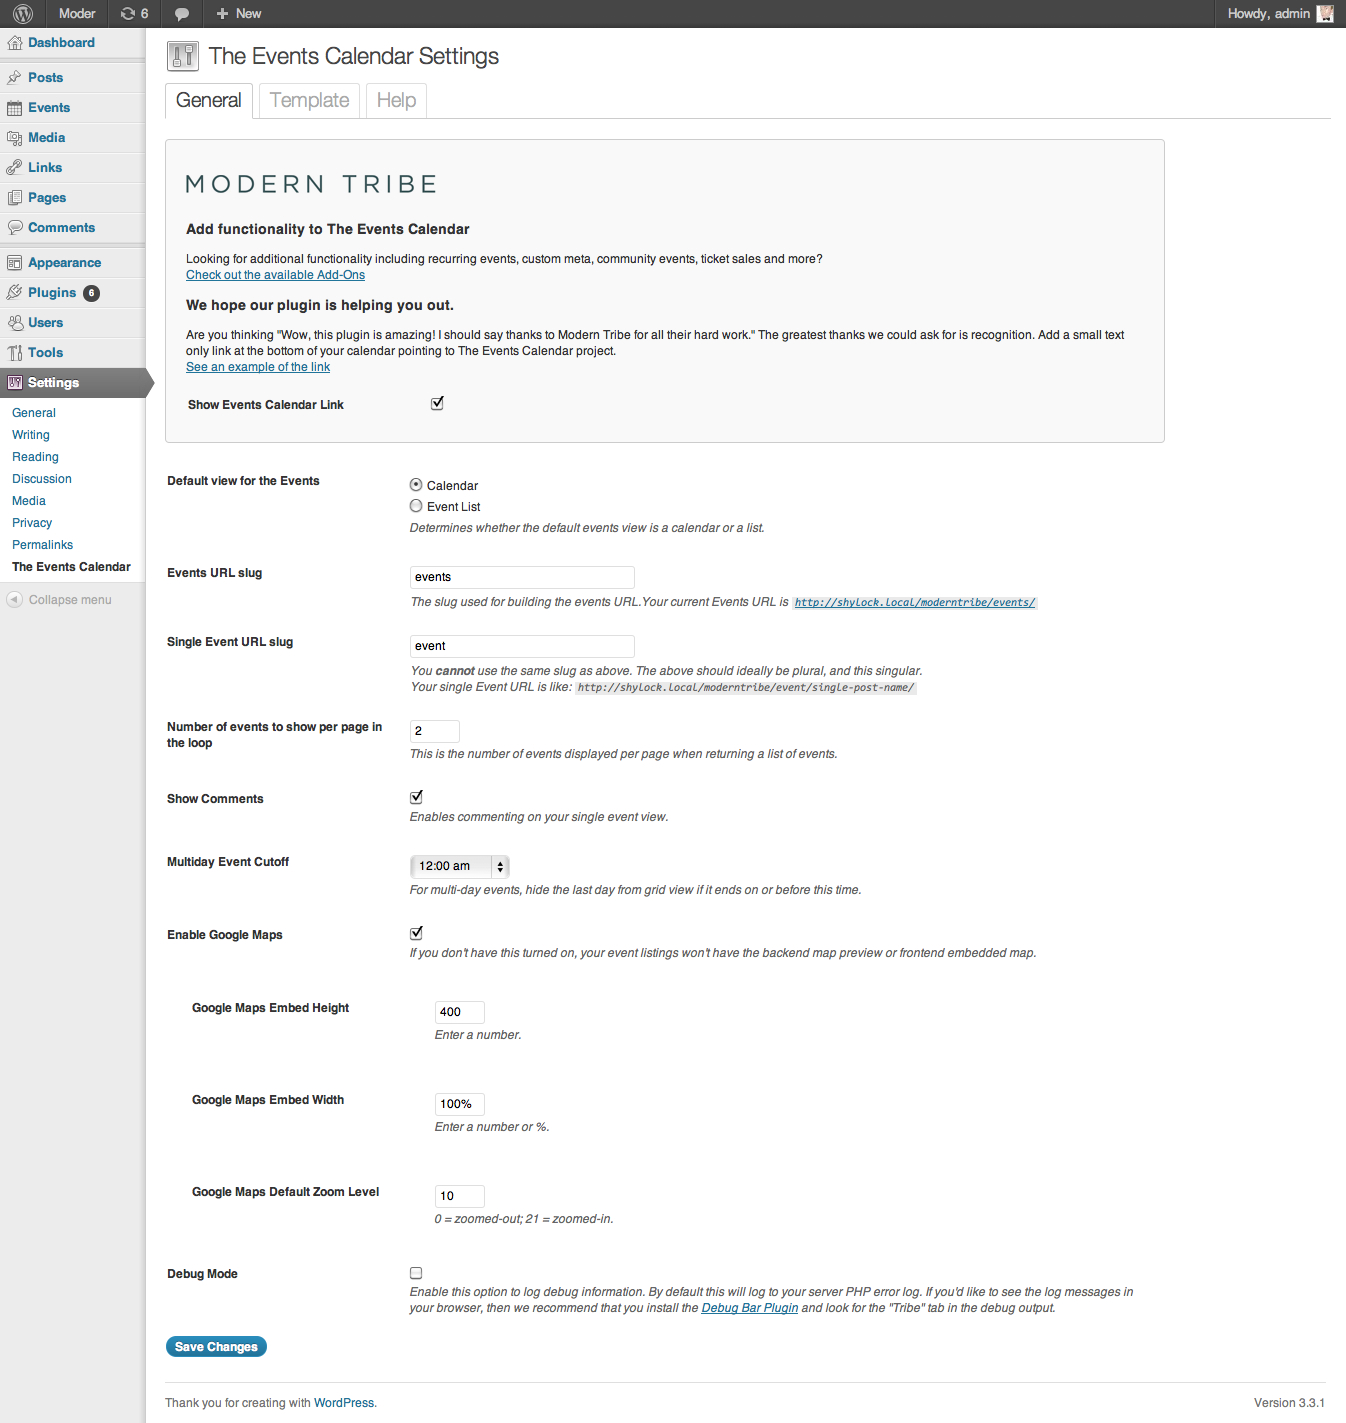 Moder 6 New Howdy, admin
Dashboard
Posts
Events
Media
Links
Pages
Comments
Appearance
Plugins 6
Users
Tools
Settings
General
Writing
Reading
Discussion
Media
Privacy
Permalinks
The Events Calendar
Collapse menu
The Events Calendar Settings
General Template Help
MODERN TRIBE
Add functionality to The Events Calendar
Looking for additional functionality including recurring events, custom meta, community events, ticket sales and more?
Check out the available Add-Ons
We hope our plugin is helping you out.
Are you thinking "Wow, this plugin is amazing! I should say thanks to Modern Tribe for all their hard work." The greatest thanks we could ask for is recognition. Add a small text
only link at the bottom of your calendar pointing to The Events Calendar project.
See an example of the link
Show Events Calendar Link
Default view for the Events
Calendar
Event List
Determines whether the default events view is a calendar or a list.
Events URL slug
events
The slug used for building the events URL.Your current Events URL is http://shylock.local/moderntribe/events/
Single Event URL slug
event
You cannot use the same slug as above. The above should ideally be plural, and this singular.
Your single Event URL is like: http://shylock.local/moderntribe/event/single-post-name/
Number of events to show per page in
the loop
2
This is the number of events displayed per page when returning a list of events.
Show Comments
Enables commenting on your single event view.
Multiday Event Cutoff
12:00 am
For multi-day events, hide the last day from grid view if it ends on or before this time.
Enable Google Maps
If you don't have this turned on, your event listings won't have the backend map preview or frontend embedded map.
Google Maps Embed Height
400
Enter a number.
Google Maps Embed Width
100%
Enter a number or %.
Google Maps Default Zoom Level
10
0 = zoomed-out; 21 = zoomed-in.
Debug Mode
Enable this option to log debug information. By default this will log to your server PHP error log. If you'd like to see the log messages in
your browser, then we recommend that you install the Debug Bar Plugin and look for the "Tribe" tab in the debug output.
Save Changes
Thank you for creating with WordPress. Version 3.3.1